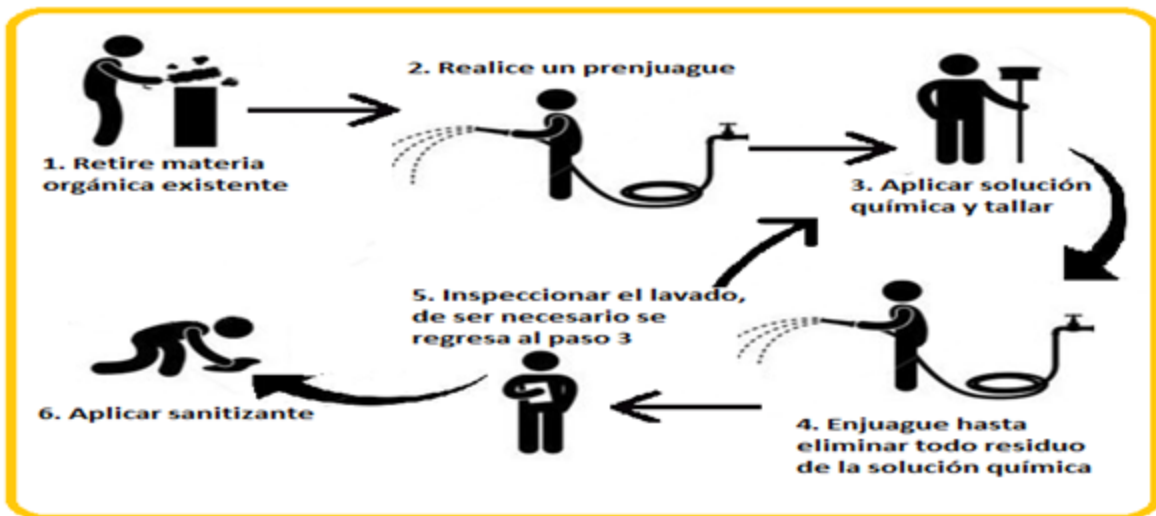 1. Retire materia
orgánica existente
2. Realice un prenjuague
3. Aplicar solución
química y tallar
4. Enjuague hasta
eliminar todo residuo
de la solución química
5. Inspeccionar el lavado,
de ser necesario se
regresa al paso 3
6. Aplicar sanitizante